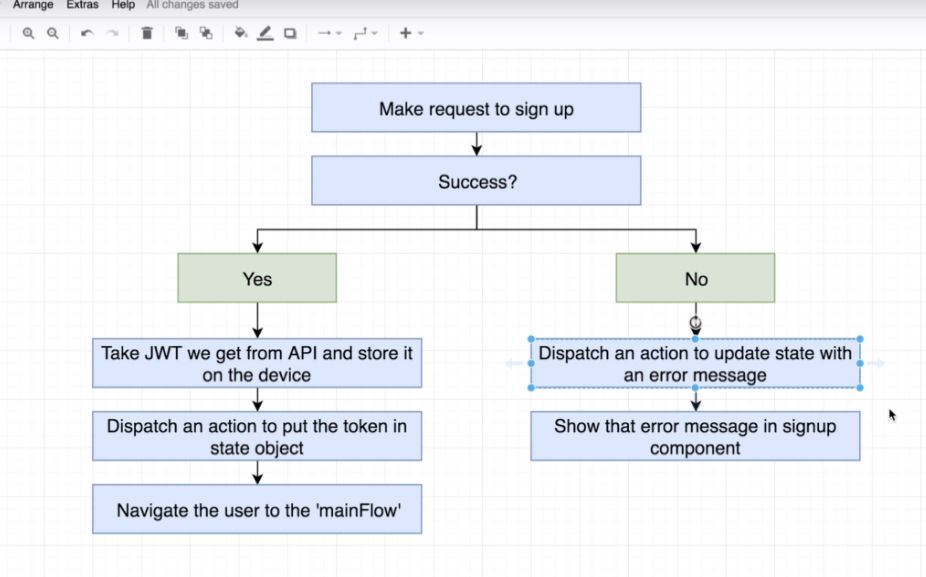 Arrange Extras Help All changes saved
Make request to sign up
Success?
Yes
No
Take JWT we get from API and store it
on the device
Dispatch an action to update state with
an error message
Dispatch an action to put the token in
state object
Show that error message in signup
component
Navigate the user to the 'mainFlow'